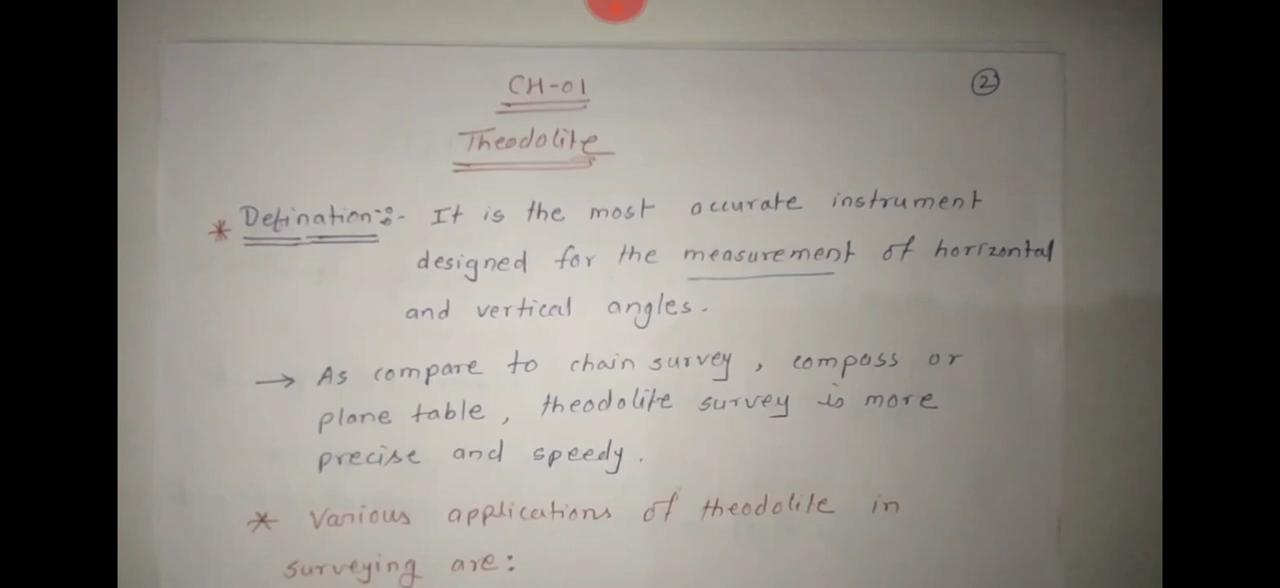 CH-01
2
Theodolite
* Defination:- It is the most accurate instrument
designed for the measurement of horizontal
and vertical angles.
→ As compare to chain survey, compass or
plane table, theodolite survey is more
precise and speedy.
* Various applications of theodolite in
surveying are: